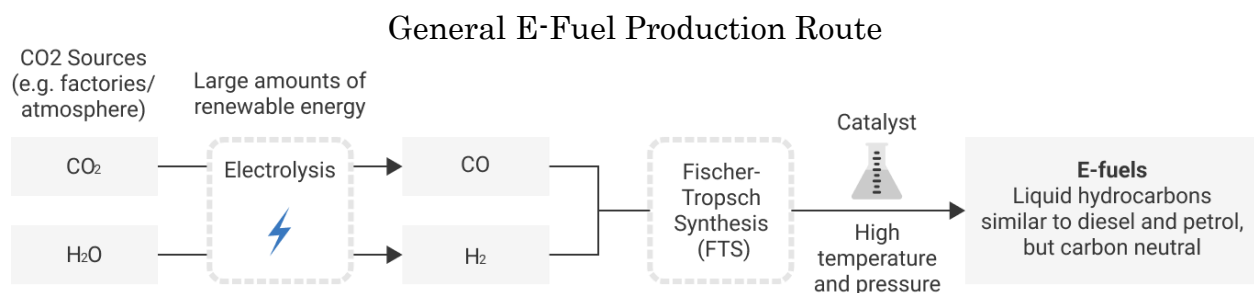 General E-Fuel Production Route
CO2 Sources
(e.g. factories/
atmosphere)
Large amounts of
renewable energy
CO₂
H₂O
Electrolysis
CO
H₂
Fischer-
Tropsch
Synthesis
(FTS)
Catalyst
High
temperature
and pressure
E-fuels
Liquid hydrocarbons
similar to diesel and petrol,
but carbon neutral